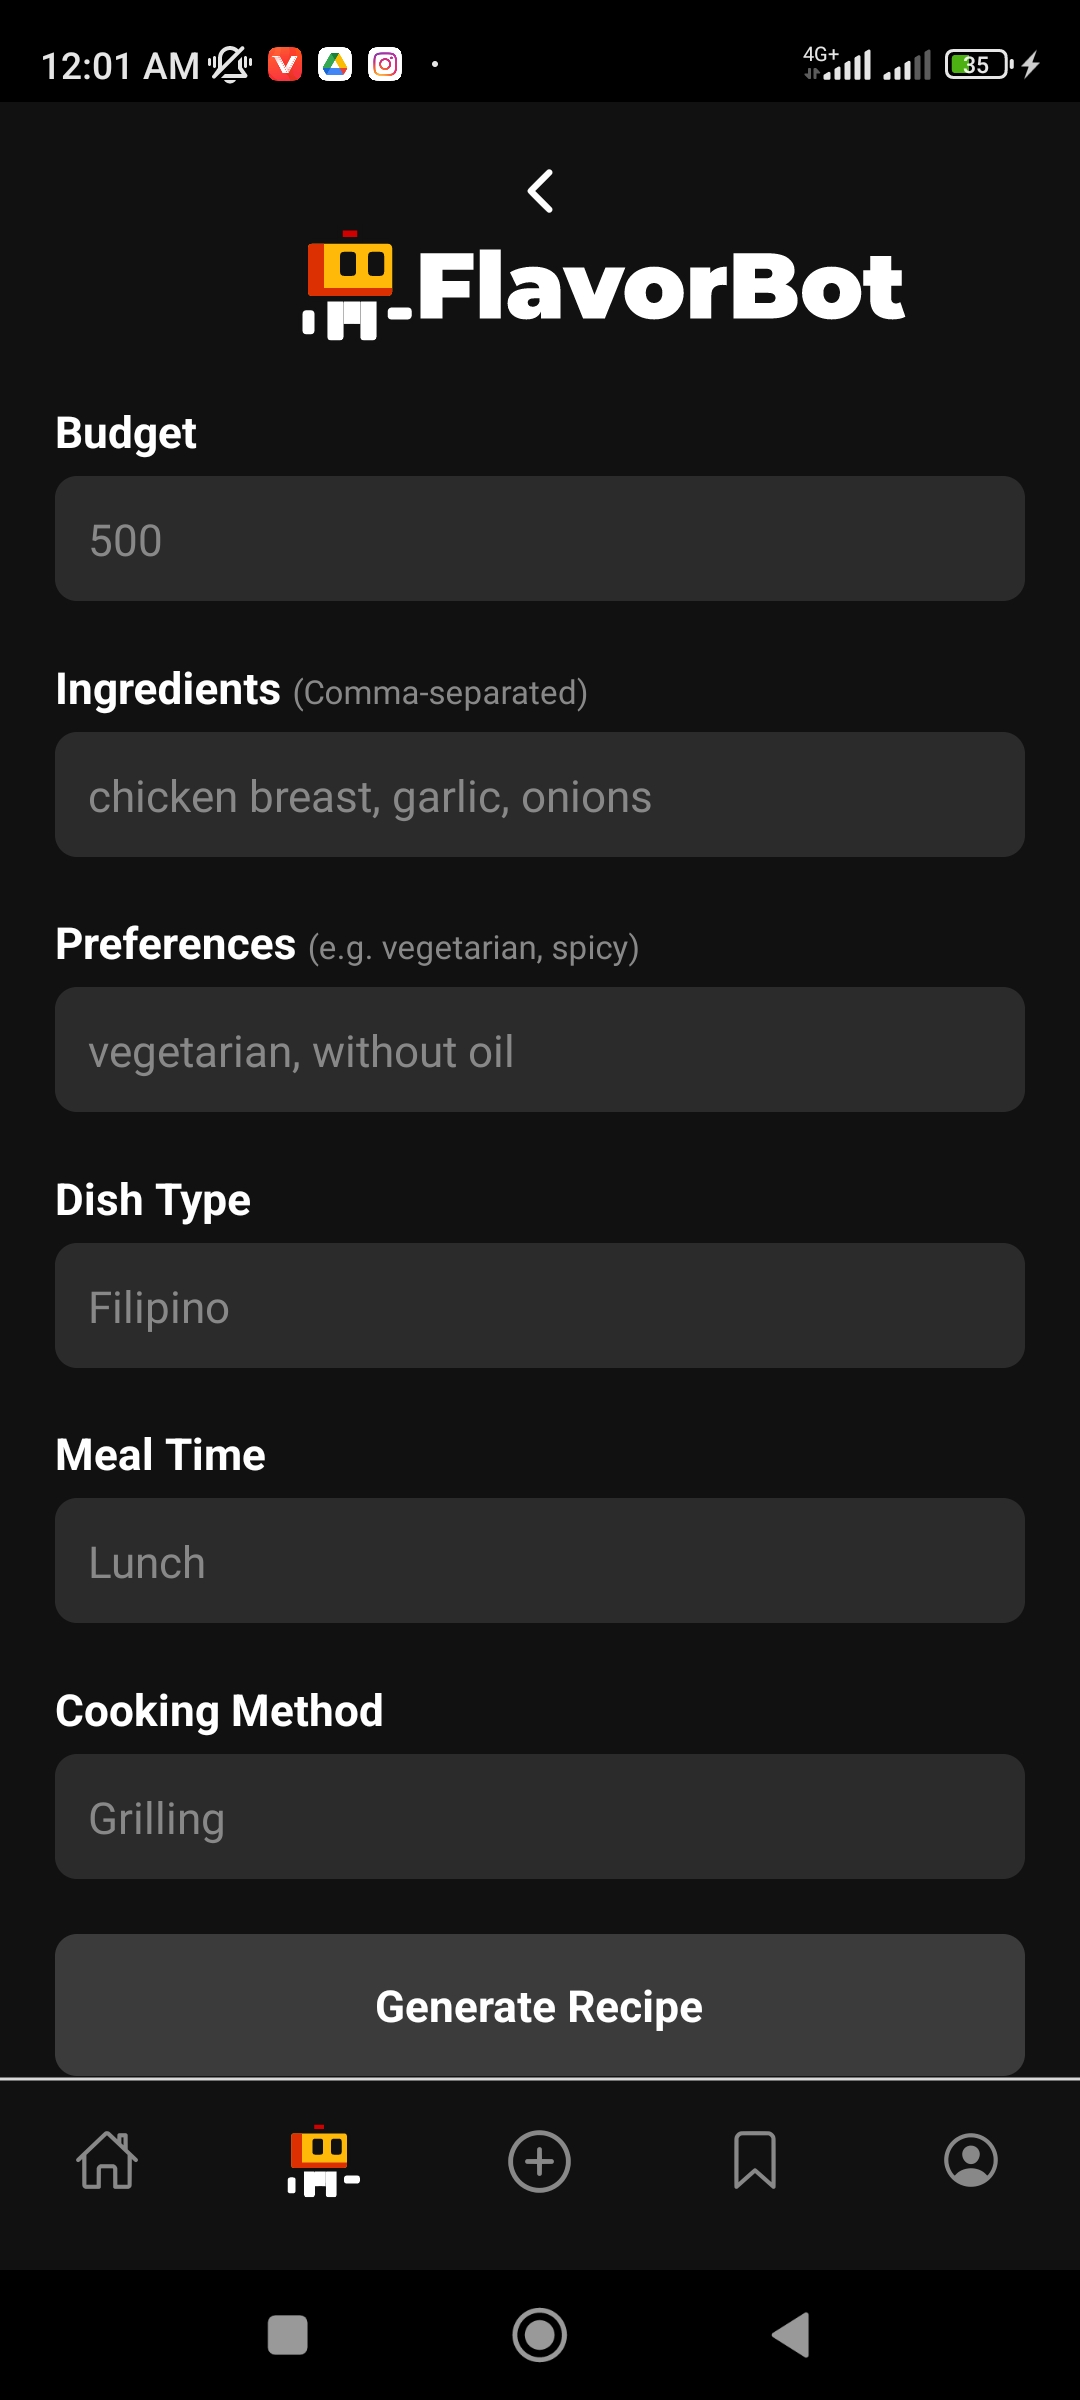 12:01 AM
4G+
35
FlavorBot
Budget
500
Ingredients (Comma-separated)
chicken breast, garlic, onions
Preferences (e.g. vegetarian, spicy)
vegetarian, without oil
Dish Type
Filipino
Meal Time
Lunch
Cooking Method
Grilling
Generate Recipe